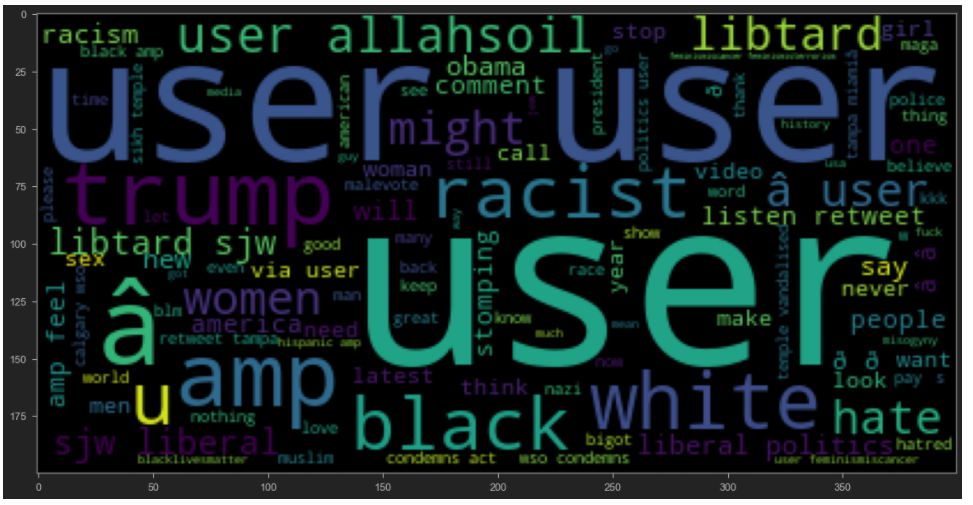 0
racism user allahsoil stop libtard girl
black amp obama go feminismiscancer feminismisterrorism maga
25
user user
time sikh temple media american see comment president politics user ð thank tampa miamiâ police
50
might jew history thing
guy call usa one
please woman still believe
75
trump racist video â user kkk
let malevote will word listen retweet
100
libtard sjw good many way show w fuck
sex new even via user back user year say
got race never
125
â blm women man keep stomping
amp feel calgary wso america need great know make people
retweet tampa hispanic amp much mean temple vandalised misogyny
150
amp now ð ð want
world latest think nazi white look pay s
men u nothing love black hate
175
sjw liberal bigot liberal politics hatred
blacklivesmatter muslim condemns act wso condemns user feminismiscancer
0 50 100 150 200 250 300 350